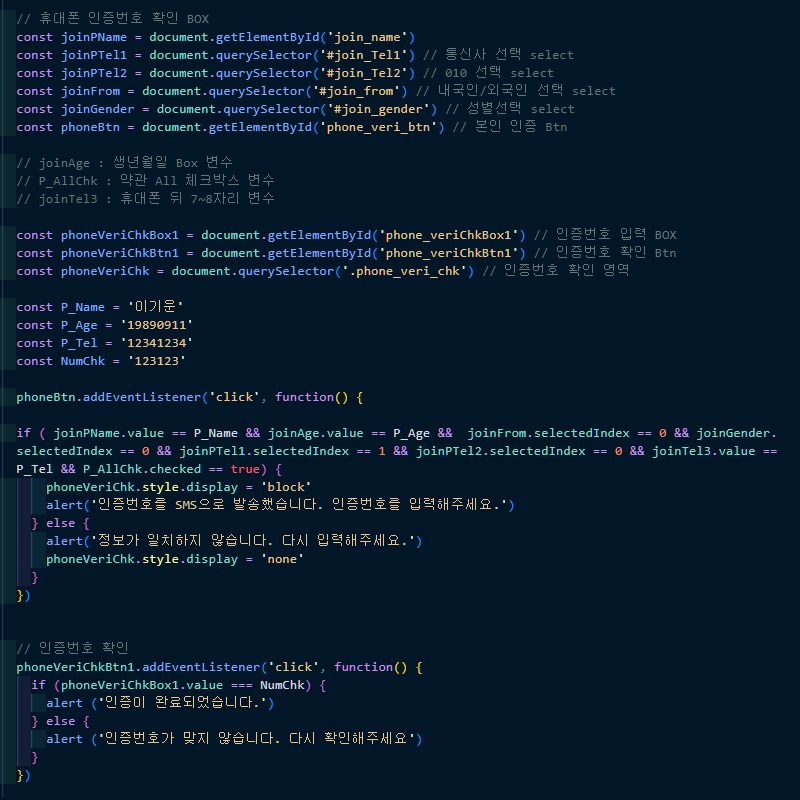 // 휴대폰 인증번호 확인 BOX
const joinPName = document.getElementById('join_name')
const joinPTel1 = document.querySelector('#join_Tel1') // 통신사 선택 select
const joinPTel2 = document.querySelector('#join_Tel2') // 010 선택 select
const joinFrom = document.querySelector('#join_from') // 내국인/외국인 선택 select
const joinGender = document.querySelector('#join_gender') // 성별선택 select
const phoneBtn = document.getElementById('phone_veri_btn') // 본인 인증 Btn
// joinAge : 생년월일 Box 변수
// P_AllChk : 약관 All 체크박스 변수
// joinTel3 : 휴대폰 뒤 7~8자리 변수
const phoneVeriChkBox1 = document.getElementById('phone_veriChkBox1') // 인증번호 입력 BOX
const phoneVeriChkBtn1 = document.getElementById('phone_veriChkBtn1') // 인증번호 확인 Btn
const phoneVeriChk = document.querySelector('.phone_veri_chk') // 인증번호 확인 영역
const P_Name = '이기운'
const P_Age = '19890911'
const P_Tel = '12341234'
const NumChk = '123123'
phoneBtn.addEventListener('click', function() {
if ( joinPName.value == P_Name && joinAge.value == P_Age &&  joinFrom.selectedIndex == 0 && joinGender.
selectedIndex == 0 && joinPTel1.selectedIndex == 1 && joinPTel2.selectedIndex == 0 && joinTel3.value ==
P_Tel && P_AllChk.checked == true) {
phoneVeriChk.style.display = 'block'
alert('인증번호를 SMS으로 발송했습니다. 인증번호를 입력해주세요.')
} else {
alert('정보가 일치하지 않습니다. 다시 입력해주세요.')
phoneVeriChk.style.display = 'none'
}
})
// 인증번호 확인
phoneVeriChkBtn1.addEventListener('click', function() {
if (phoneVeriChkBox1.value === NumChk) {
alert ('인증이 완료되었습니다.')
} else {
alert ('인증번호가 맞지 않습니다. 다시 확인해주세요')
}
})